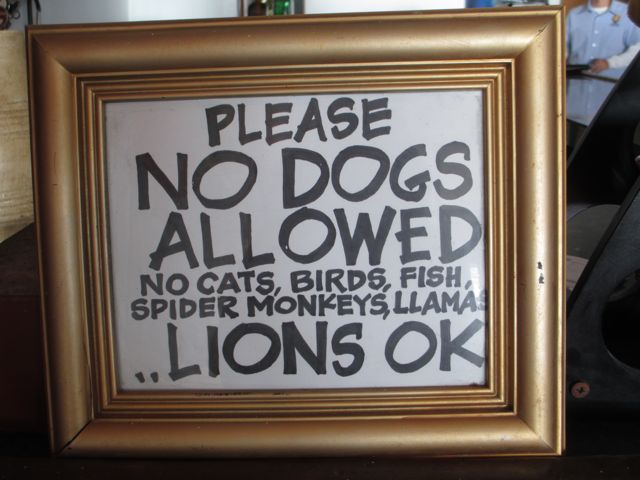 PLEASE
NO DOGS
ALLOWED
NO CATS, BIRDS, FISH,
SPIDER MONKEYS, LLAMAS
..LIONS OK